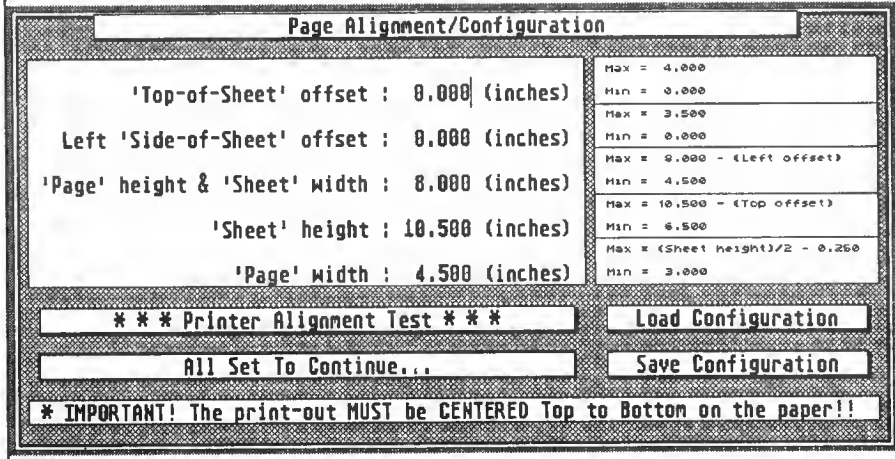 Page Alignment/Configuration
'Top-of-Sheet' offset : 0.000 (inches)
Left 'Side-of-Sheet' offset : 0.000 (inches)
'Page' height & 'Sheet' width : 8.000 (inches)
'Sheet' height : 10.500 (inches)
'Page' width : 4.500 (inches)
Max = 4.000
Min = 0.000
Max = 3.500
Min = 0.000
Max = 8.000 - (Left offset)
Min = 4.500
Max = 10.500 - (Top offset)
Min = 6.500
Max = (Sheet height)/2 - 0.250
Min = 3.000
* * * Printer Alignment Test * * *
Load Configuration
All Set To Continue...
Save Configuration
* IMPORTANT! The print-out MUST be CENTERED Top to Bottom on the paper!!